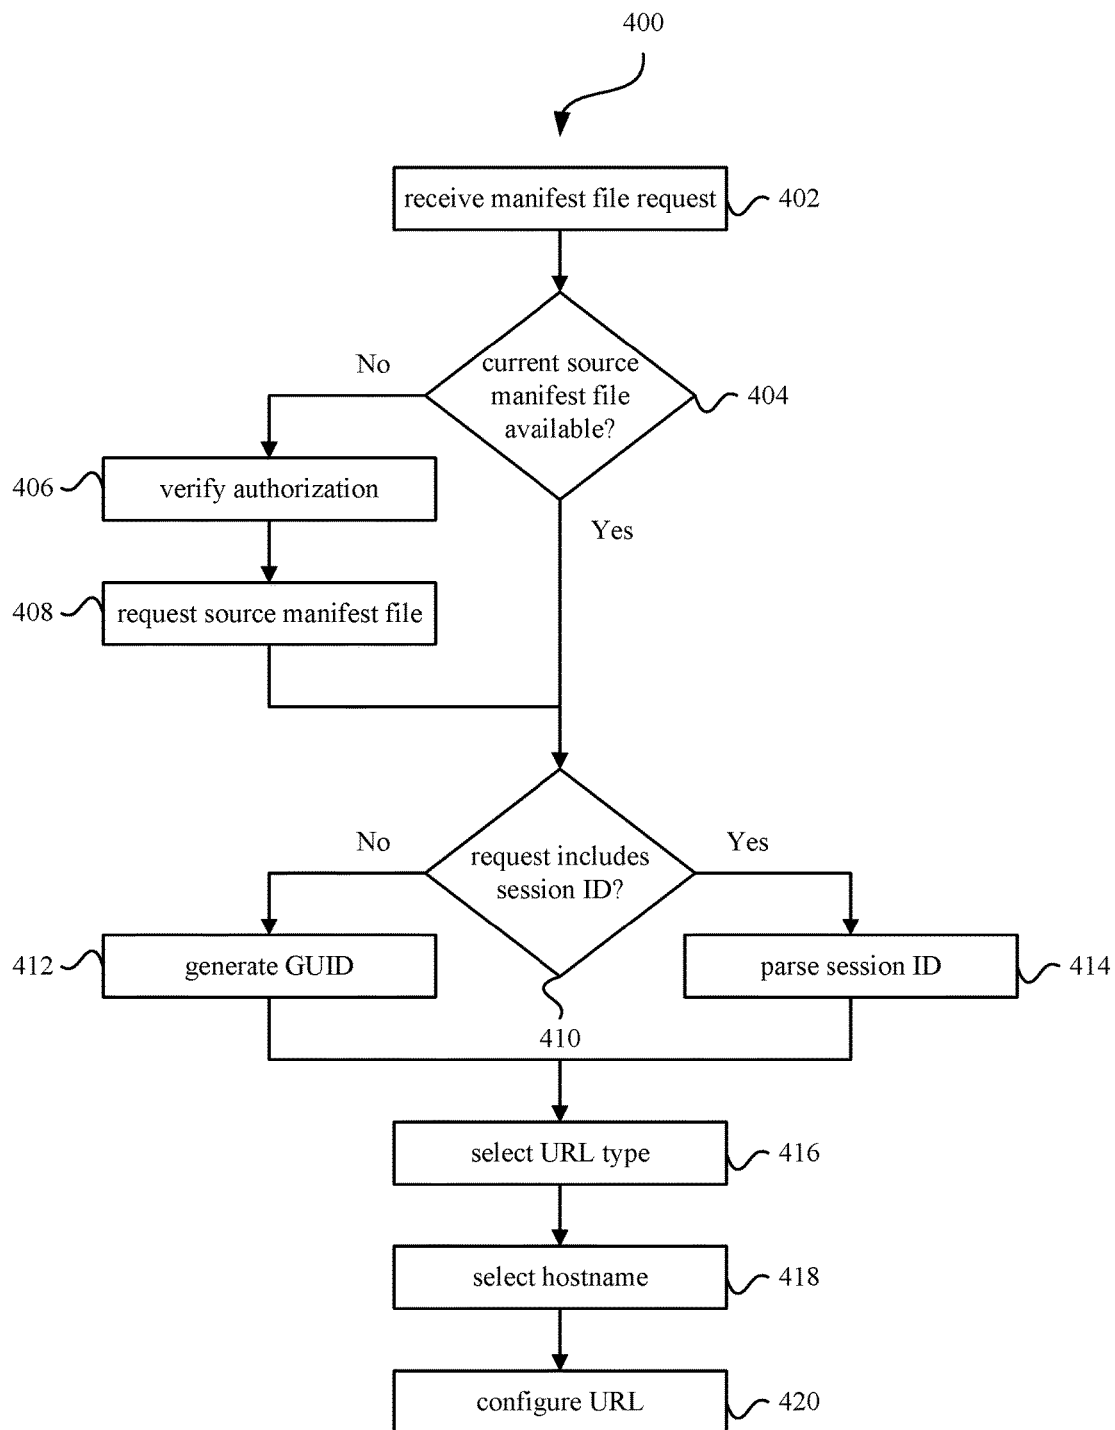 400
receive manifest file request
402
No
current source
manifest file
available?
404
406
verify authorization
Yes
408
request source manifest file
No
request includes
session ID?
Yes
412
generate GUID
parse session ID
414
410
select URL type
416
select hostname
418
configure URL
420